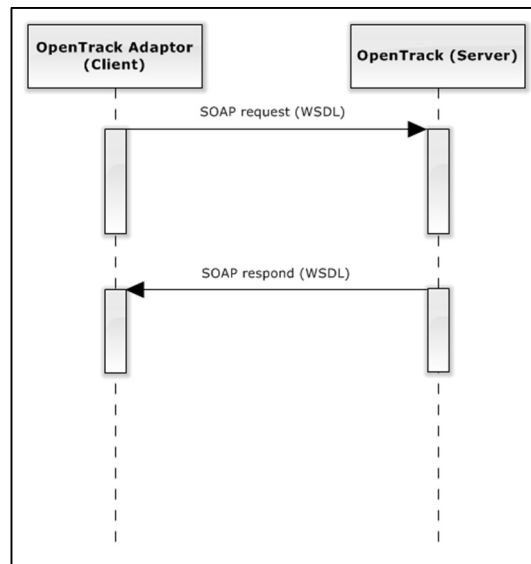 OpenTrack Adaptor
(Client)
OpenTrack (Server)
SOAP request (WSDL)
SOAP respond (WSDL)